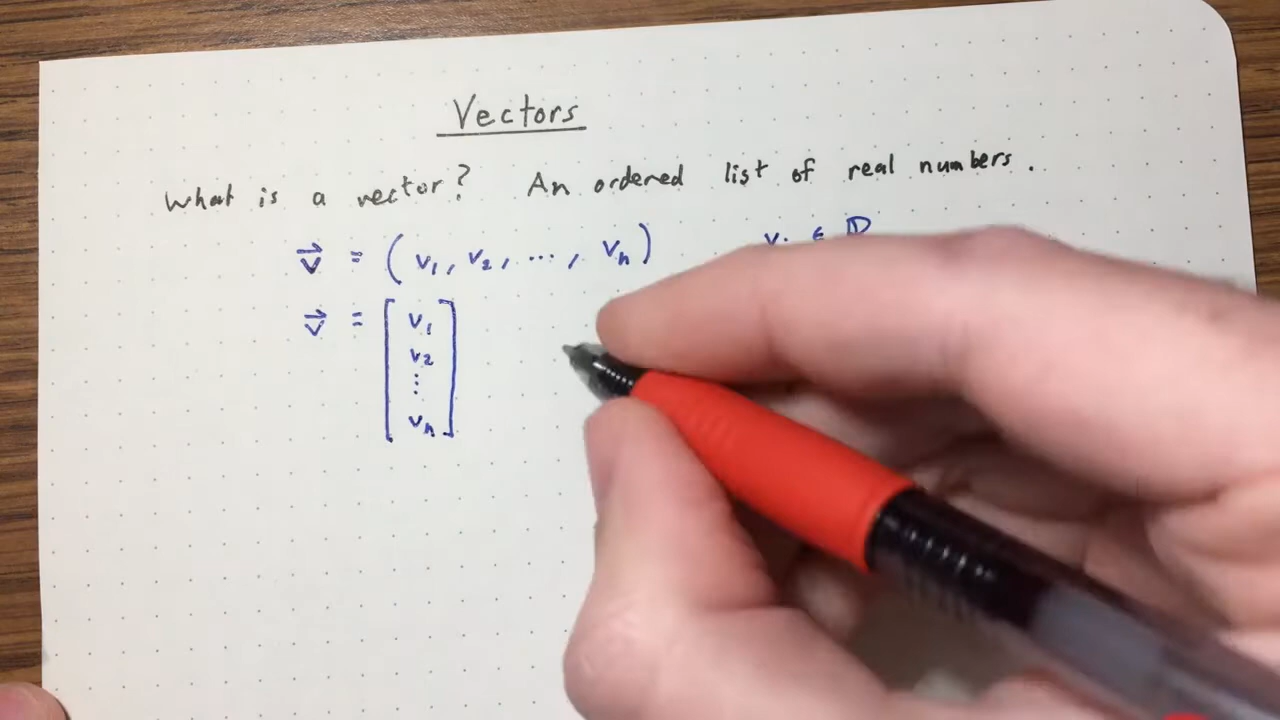 Vectors
What is a vector? An ordered list of real numbers.
v⃗ = (v₁, v₂, ..., vₙ)
v⃗ = [v₁
v₂
⋮
vₙ]